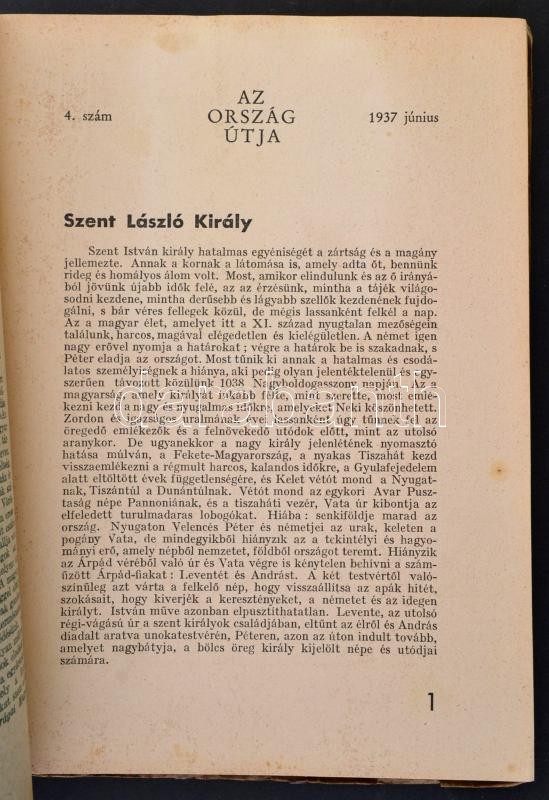 4. szám
AZ
ORSZÁG
ÚTJA
1937 június
Szent László Király
Szent István király hatalmas egyéniségét a zártság és a magány
jellemezte. Annak a kornak a látomása is, amely adta őt, bennünk
rideg és homályos álom volt. Most, amikor elindulunk és az ő irányá-
ból jövünk újabb idők felé, az az érzésünk, mintha a tájék világo-
sodni kezdene, mintha derűsebb és lágyabb szellők kezdenének fujdo-
gálni, s bár véres fellegek közül, de mégis lassanként felkél a nap.
Az a magyar élet, amelyet itt a XI. század nyugtalan mezőségein
találunk, harcos, magával elégedetlen és kielégületlen. A német igen
nagy erővel nyomja a határokat ; végre a határok be is szakadnak, s
Péter eladja az országot. Most tűnik ki annak a hatalmas és csodá-
latos személyiségnek a hiánya, aki pedig olyan jelentéktelenül és egy-
szerűen távozott közülünk 1038 Nagyboldogasszony napján. Az a
magyarság, amely királyát inkább félte, mint szerette, most emlé-
kezni kezd a nagy és nyugalmas időkre, amelyeket Neki köszönhetett.
Zordon és igazságos uralmának évei lassanként úgy tűnnek fel az
öregedő emlékezők és a felnövekedő utódok előtt, mint az utolsó
aranykor. De ugyanekkor a nagy király jelenlétének nyomasztó
hatása múlván, a Fekete-Magyarország, a nyakas Tiszahát kezd
visszaemlékezni a régmult harcos, kalandos időkre, a Gyulafejedelem
alatt eltöltött évek függetlenségére, és Kelet vétót mond a Nyugat-
nak, Tiszántúl a Dunántúlnak. Vétót mond az egykori Avar Pusz-
taság népe Pannoniának, és a tiszaháti vezér, Vata úr kibontja az
elfeledett turulmadaras lobogókat. Hiába : senkiföldje marad az
ország. Nyugaton Velencés Péter és németjei az urak, keleten a
pogány Vata, de mindegyikből hiányzik az a tekintélyi és hagyo-
mányi erő, amely népből nemzetet, földből országot teremt. Hiányzik
az Árpád véréből való úr és Vata végre is kénytelen behívni a szám-
űzött Árpád-fiakat : Leventét és Andrást. A két testvértől való-
színűleg azt várta a felkelő nép, hogy visszaállítsa az apák hitét,
szokásait, hogy kiverjék a keresztényeket, a németet és az idegen
királyt. István műve azonban elpusztíthatatlan. Levente, az utolsó
régi-vágású úr a szent királyok családjában, eltünt az élről és András
diadalt aratva unokatestvérén, Péteren, azon az úton indult tovább,
amelyet nagybátyja, a bölcs öreg király kijelölt népe és utódjai
számára.
1